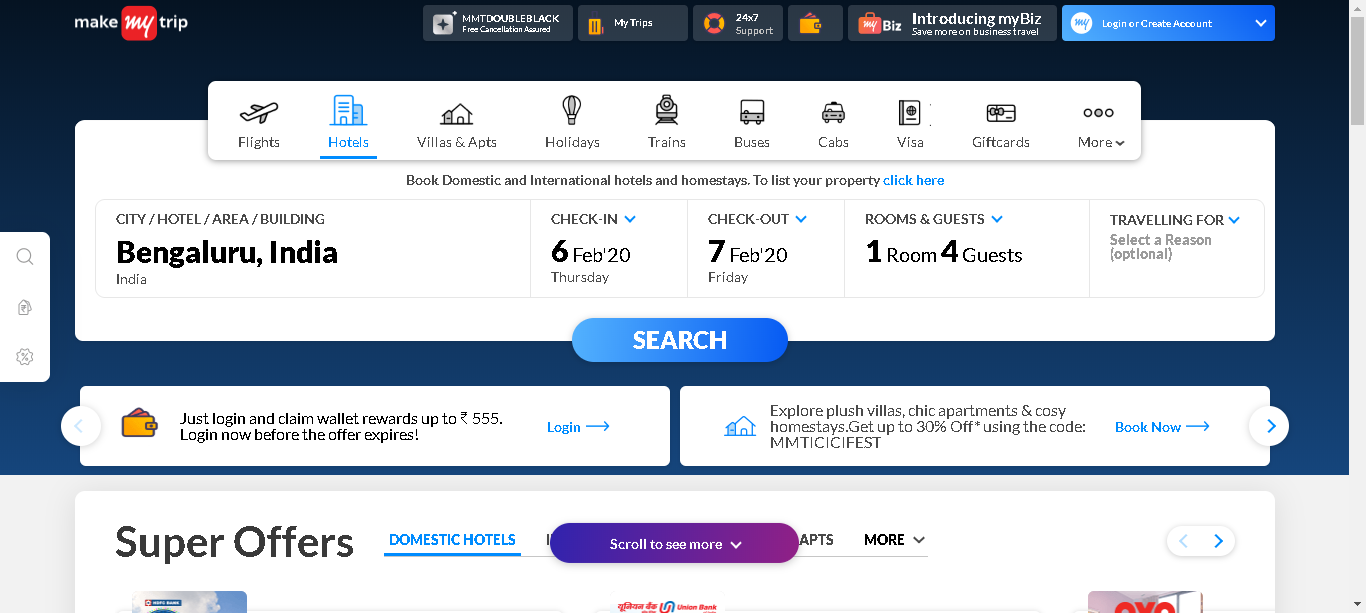 make my trip
MMTDOUBLEBLACK
Free Cancellation Assured
My Trips
24x7
Support
my Biz
Introducing myBiz
Save more on business travel
my
Login or Create Account
Flights
Hotels
Villas & Apts
Holidays
Trains
Buses
Cabs
Visa
Giftcards
More
Book Domestic and International hotels and homestays. To list your property click here
CITY / HOTEL / AREA / BUILDING
Bengaluru, India
India
CHECK-IN
6 Feb'20
Thursday
CHECK-OUT
7 Feb'20
Friday
ROOMS & GUESTS
1 Room 4 Guests
TRAVELLING FOR
Select a Reason
(optional)
SEARCH
Just login and claim wallet rewards up to ₹ 555.
Login now before the offer expires!
Login
Explore plush villas, chic apartments & cosy
homestays.Get up to 30% Off* using the code:
MMTICICIFEST
Book Now
Super Offers
DOMESTIC HOTELS
Scroll to see more
APTS
MORE
HDFC BANK
यूनियन बैंक Union Bank
OYO